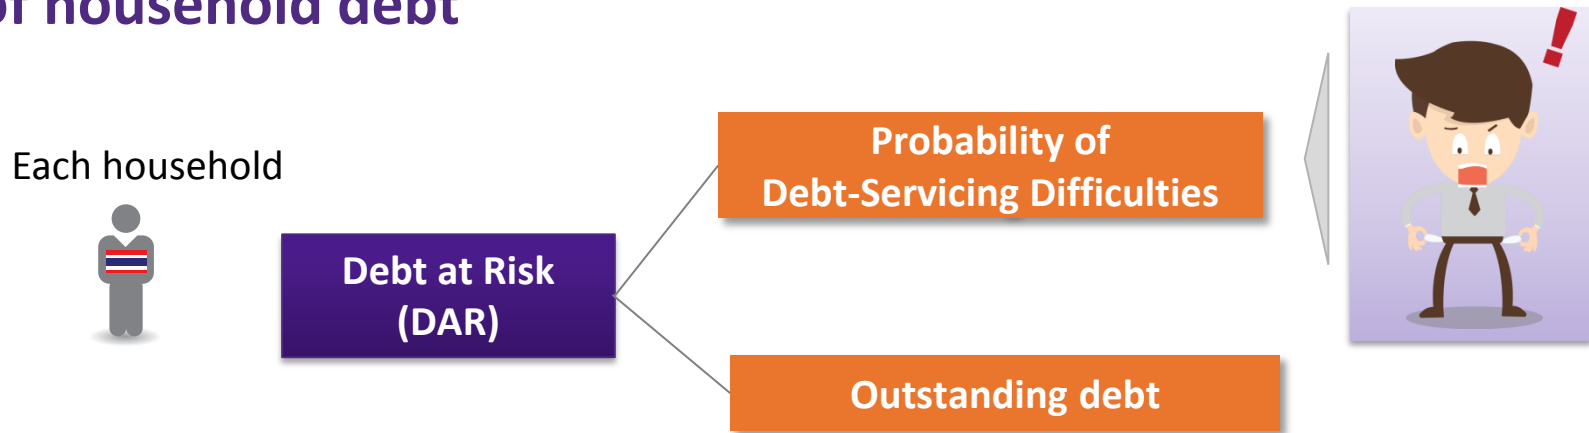 of household debt
Each household
Debt at Risk
(DAR)
Probability of
Debt-Servicing Difficulties
Outstanding debt
!